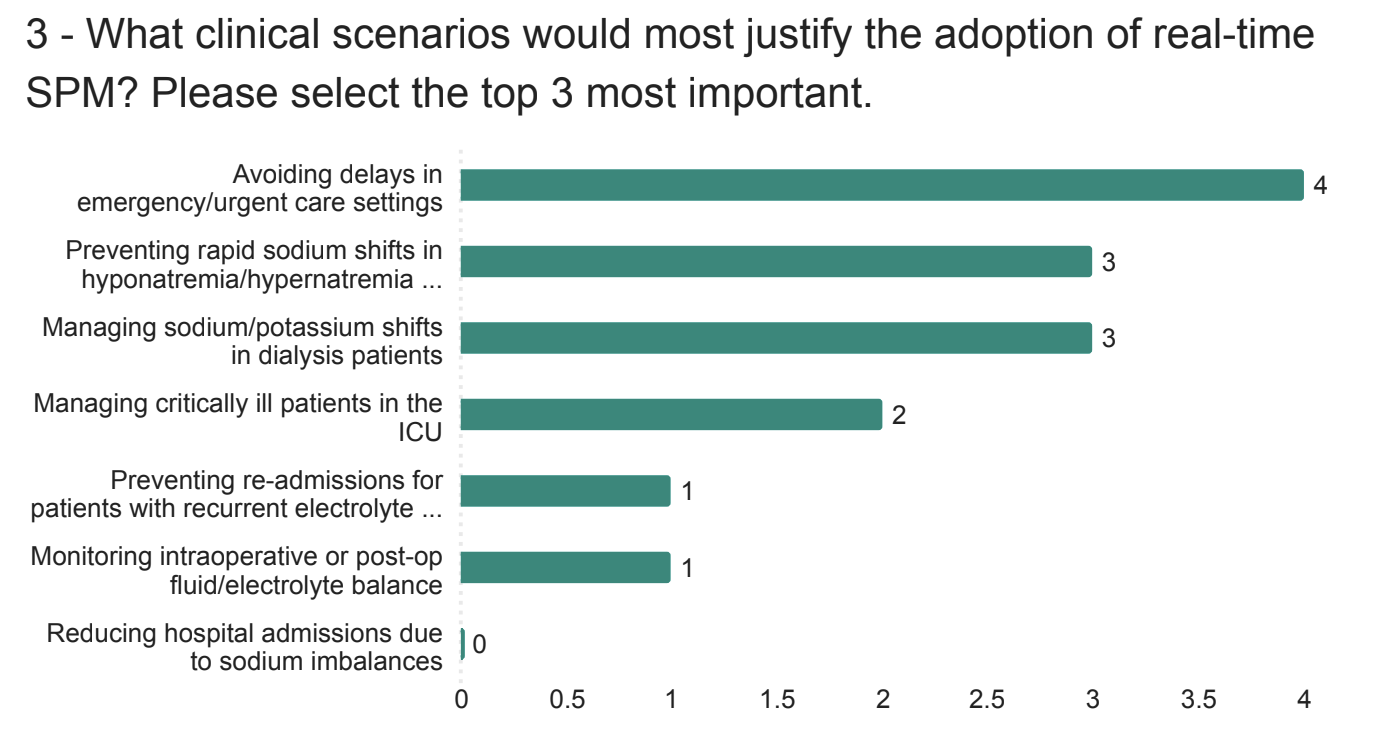 3 - What clinical scenarios would most justify the adoption of real-time
SPM? Please select the top 3 most important.
Avoiding delays in
emergency/urgent care settings
4
Preventing rapid sodium shifts in
hyponatremia/hypernatremia ...
3
Managing sodium/potassium shifts
in dialysis patients
3
Managing critically ill patients in the
ICU
2
Preventing re-admissions for
patients with recurrent electrolyte ...
1
Monitoring intraoperative or post-op
fluid/electrolyte balance
1
Reducing hospital admissions due
to sodium imbalances
0
0 0.5 1 1.5 2 2.5 3 3.5 4